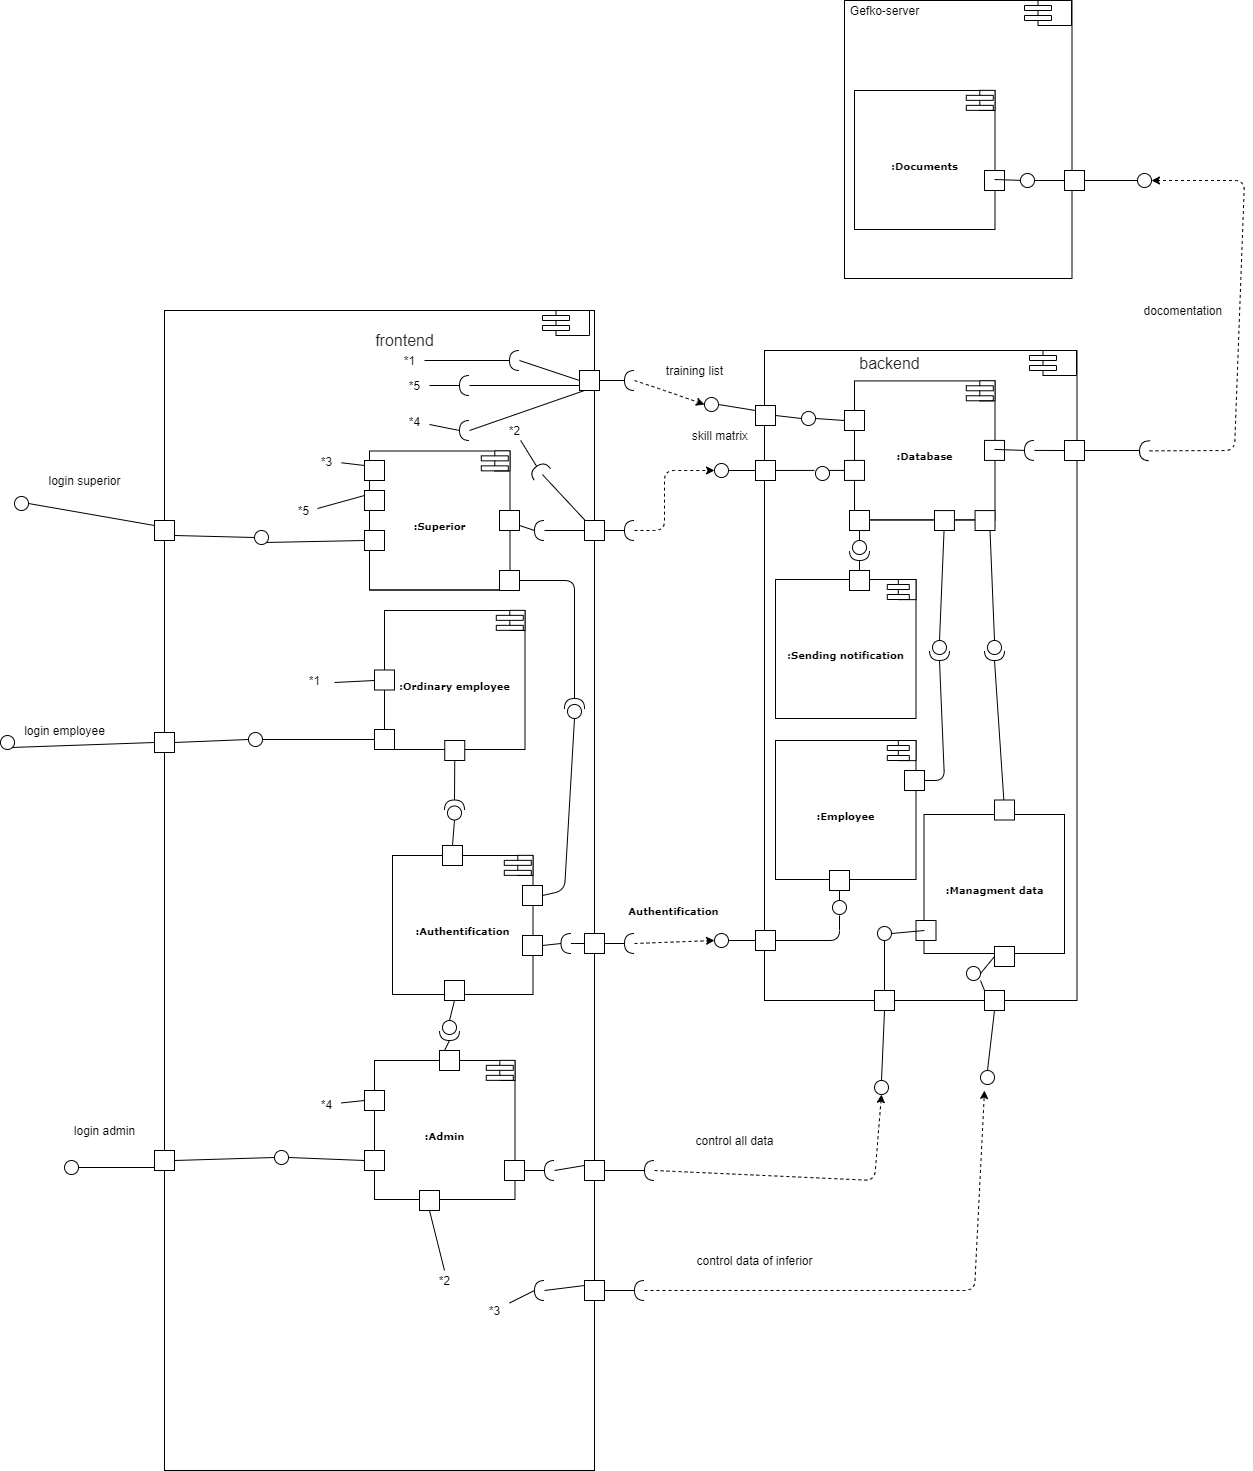 Gefko-server
:Documents
docomentation
frontend
*1
*5
*4
*2
training list
backend
skill matrix
:Database
login superior
*3
*5
:Superior
:Sending notification
*1
:Ordinary employee
login employee
:Employee
:Managment data
:Authentification
Authentification
*4
login admin
:Admin
control all data
*2
control data of inferior
*3